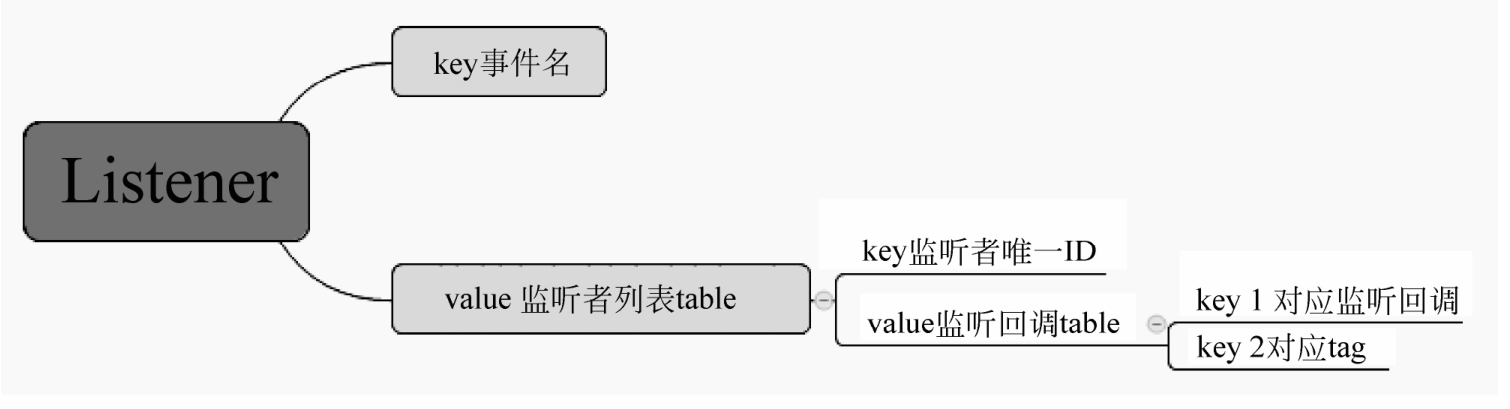 key事件名
Listener
key监听者唯一ID
value 监听者列表table
key 1 对应监听回调
value监听回调table
key 2对应tag